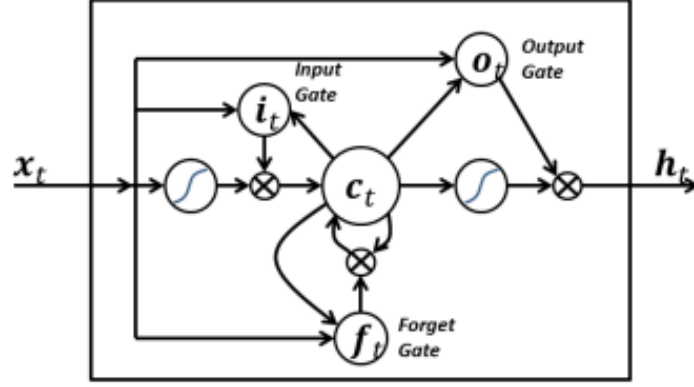 Output
Gate
o_t
Input
Gate
i_t
x_t
c_t
h_t
Forget
Gate
f_t